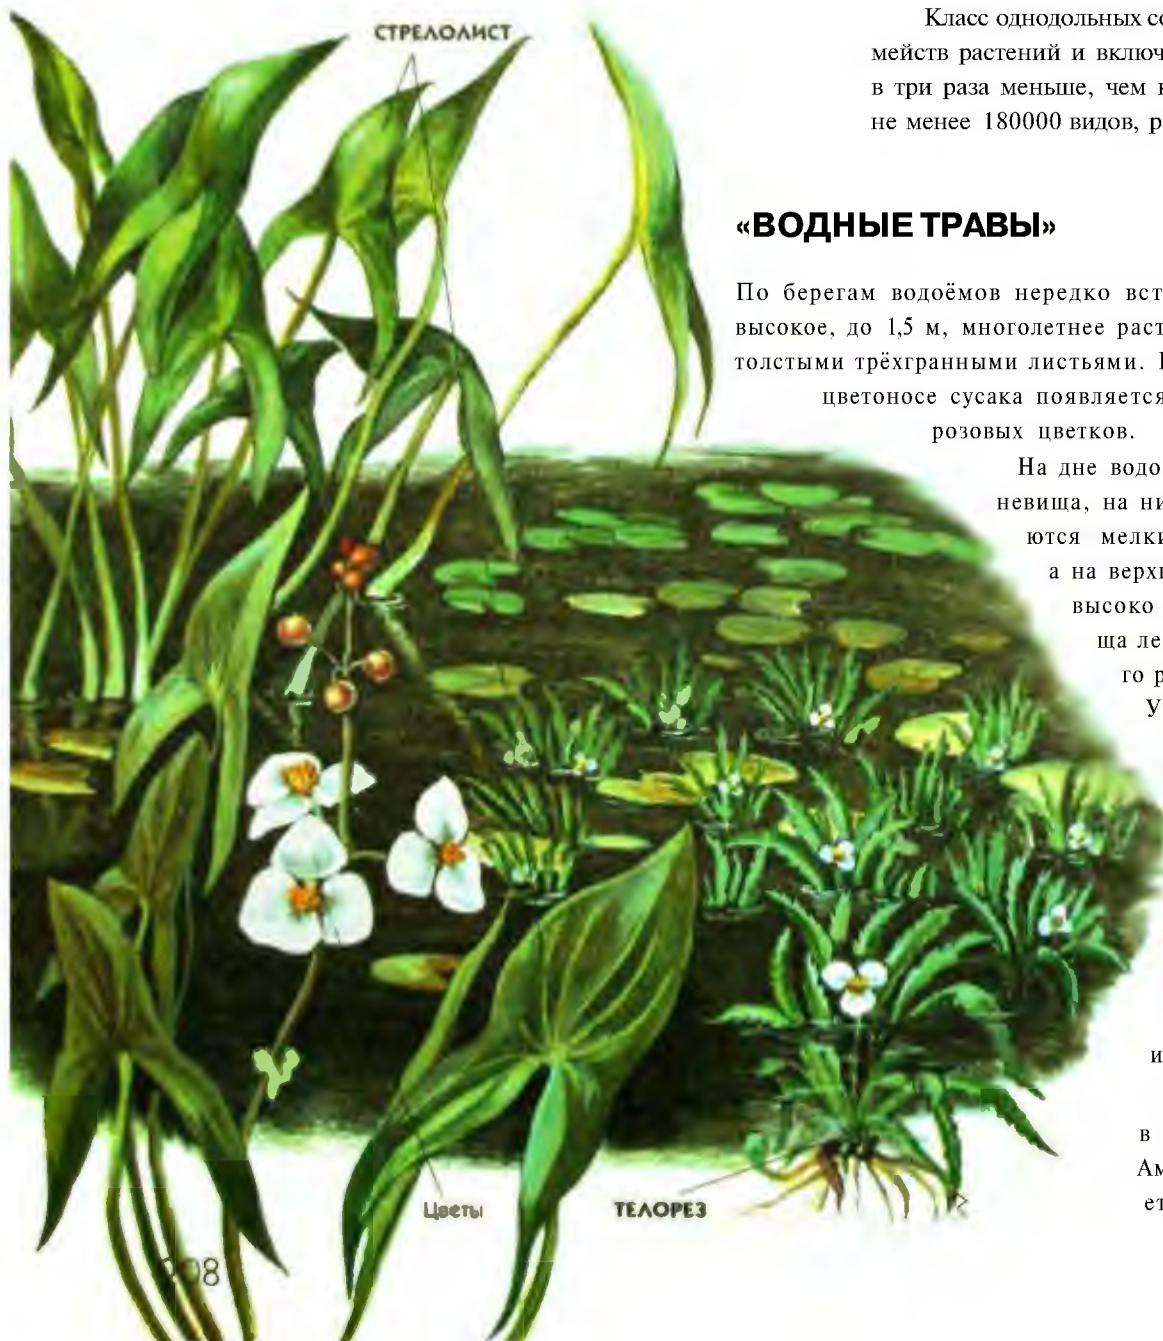 СТРЕЛОЛИСТ
Класс однодольных со
мейств растений и включ
в три раза меньше, чем
не менее 180000 видов, р
«ВОДНЫЕ ТРАВЫ»
По берегам водоёмов нередко вст
высокое, до 1,5 м, многолетнее раст
толстыми трёхгранными листьями.
цветоносе сусака появляется
розовых цветков.
На дне водо
невища, на ни
ются мелки
а на верх
высоко
ща ле
го р
У
и
в
Ам
ет
Цветы
ТЕЛОРЕЗ